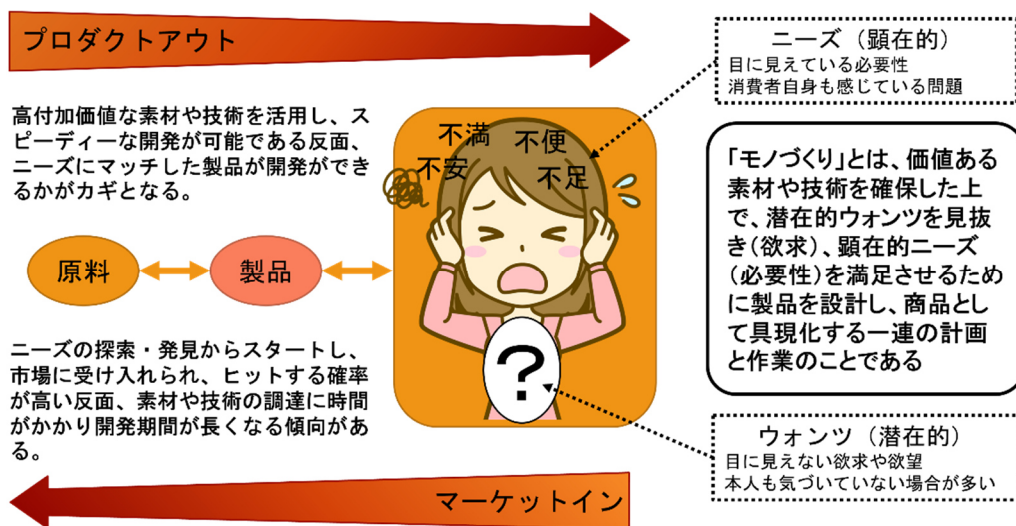 プロダクトアウト
高付加価値な素材や技術を活用し、ス
ピーディーな開発が可能である反面、
ニーズにマッチした製品が開発ができ
るかがカギとなる。
原料
製品
ニーズの探索・発見からスタートし、
市場に受け入れられ、ヒットする確率
が高い反面、素材や技術の調達に時間
がかかり開発期間が長くなる傾向があ
る。
マーケットイン
不満
不便
不安
不足
?
ニーズ（顕在的）
目に見えている必要性
消費者自身も感じている問題
「モノづくり」とは、価値ある
素材や技術を確保した上
で、潜在的ウォンツを見抜
き(欲求)、顕在的ニーズ
(必要性)を満足させるため
に製品を設計し、商品とし
て具現化する一連の計画
と作業のことである
ウォンツ（潜在的）
目に見えない欲求や欲望
本人も気づいていない場合が多い